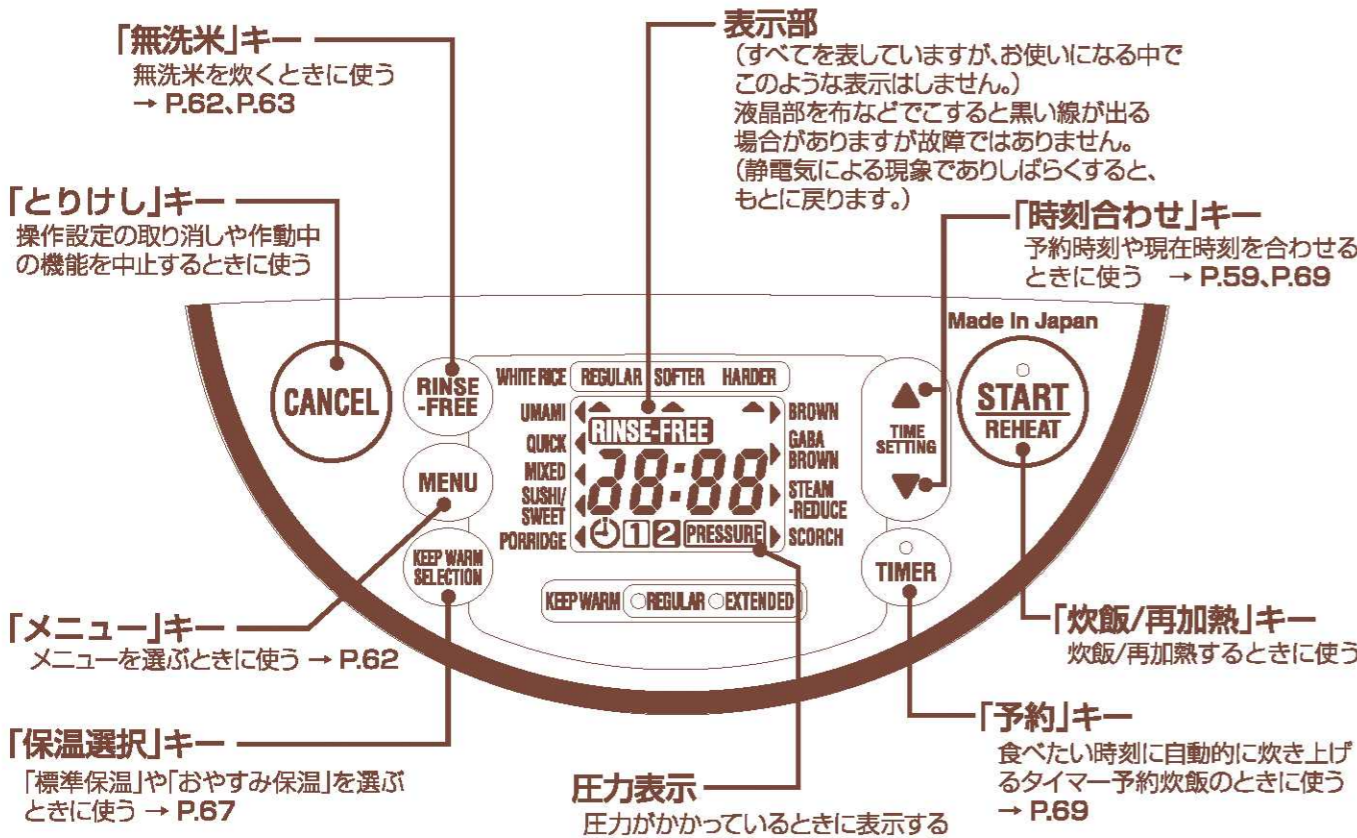 「無洗米」キー
無洗米を炊くときに使う
→ P.62、P.63
表示部
(すべてを表していますが、お使いになる中で
このような表示はしません。)
液晶部を布などでこすると黒い線が出る
場合がありますが故障ではありません。
(静電気による現象でありしばらくすると、
もとに戻ります。)
「とりけし」キー
操作設定の取り消しや作動中
の機能を中止するときに使う
「時刻合わせ」キー
予約時刻や現在時刻を合わせる
ときに使う → P.59、P.69
Made In Japan
CANCEL
RINSE
-FREE
MENU
KEEP WARM
SELECTION
WHITE RICE
REGULAR SOFTER HARDER
UMAMI
QUICK
MIXED
SUSHI/
SWEET
PORRIDGE
RINSE-FREE
28:88
1 2 PRESSURE
BROWN
GABA
BROWN
STEAM
-REDUCE
SCORCH
KEEP WARM ○REGULAR ○EXTENDED
▲
TIME
SETTING
▼
TIMER
START
REHEAT
「メニュー」キー
メニューを選ぶときに使う → P.62
「保温選択」キー
「標準保温」や「おやすみ保温」を選ぶ
ときに使う → P.67
圧力表示
圧力がかかっているときに表示する
「炊飯/再加熱」キー
炊飯/再加熱するときに使う
「予約」キー
食べたい時刻に自動的に炊き上げ
るタイマー予約炊飯のときに使う
→ P.69